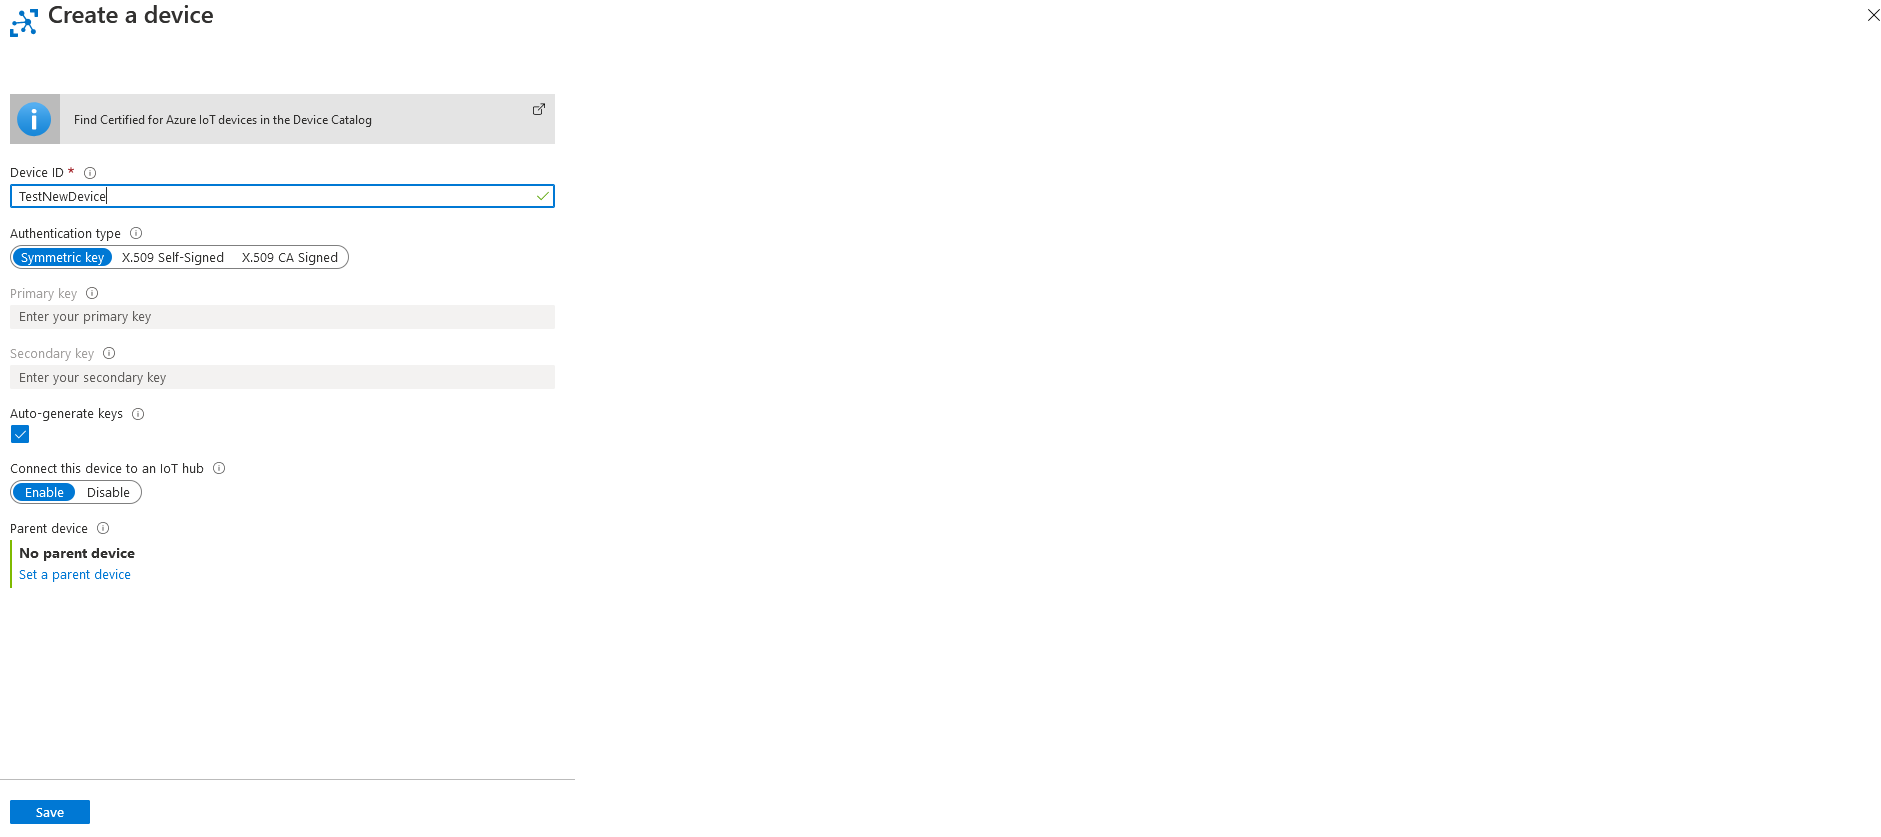 Create a device
Find Certified for Azure IoT devices in the Device Catalog
Device ID *
TestNewDevice
Authentication type
Symmetric key X.509 Self-Signed X.509 CA Signed
Primary key
Enter your primary key
Secondary key
Enter your secondary key
Auto-generate keys
Connect this device to an IoT hub
Enable Disable
Parent device
No parent device
Set a parent device
Save